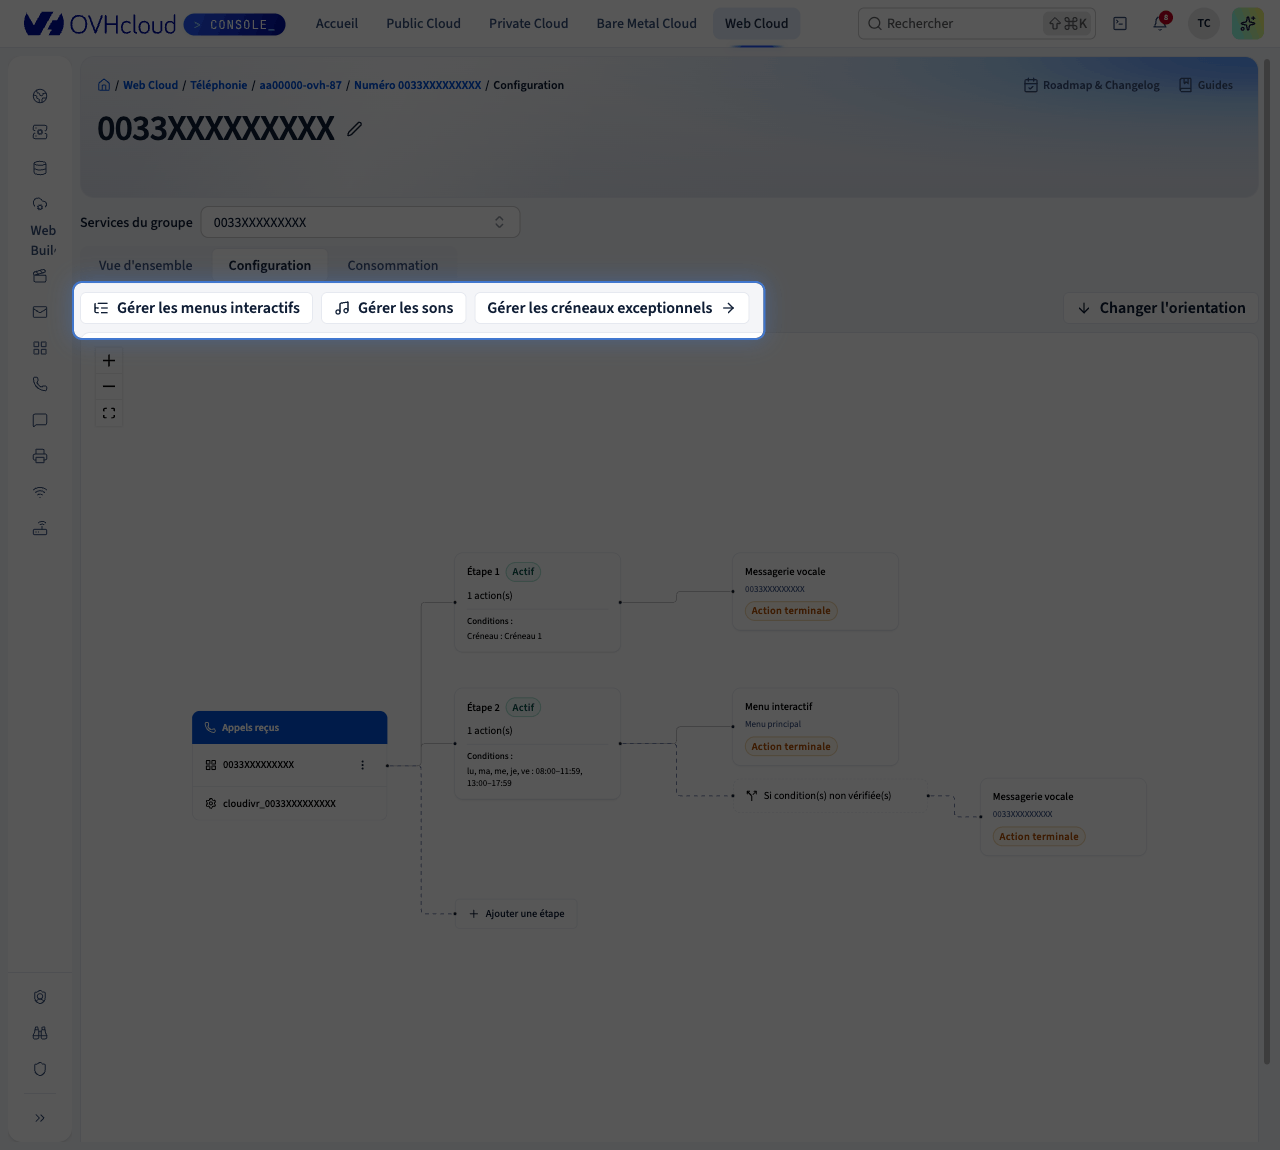 OVHcloud > CONSOLE_ Accueil Public Cloud Private Cloud Bare Metal Cloud Web Cloud Rechercher ⇧⌘K 8 TC
/ Web Cloud / Téléphonie / aa00000-ovh-87 / Numéro 0033XXXXXXXXX / Configuration Roadmap & Changelog Guides
0033XXXXXXXXX
Services du groupe 0033XXXXXXXXX
Web
Buil
Vue d'ensemble Configuration Consommation
Gérer les menus interactifs Gérer les sons Gérer les créneaux exceptionnels → Changer l'orientation
Étape 1 Actif
1 action(s)
Conditions :
Créneau : Créneau 1
Messagerie vocale
0033XXXXXXXXX
Action terminale
Étape 2 Actif
1 action(s)
Conditions :
lu, ma, me, je, ve : 08:00–11:59,
13:00–17:59
Menu interactif
Menu principal
Action terminale
Appels reçus
0033XXXXXXXXX
cloudivr_0033XXXXXXXXX
Si condition(s) non vérifiée(s)
Messagerie vocale
0033XXXXXXXXX
Action terminale
+ Ajouter une étape